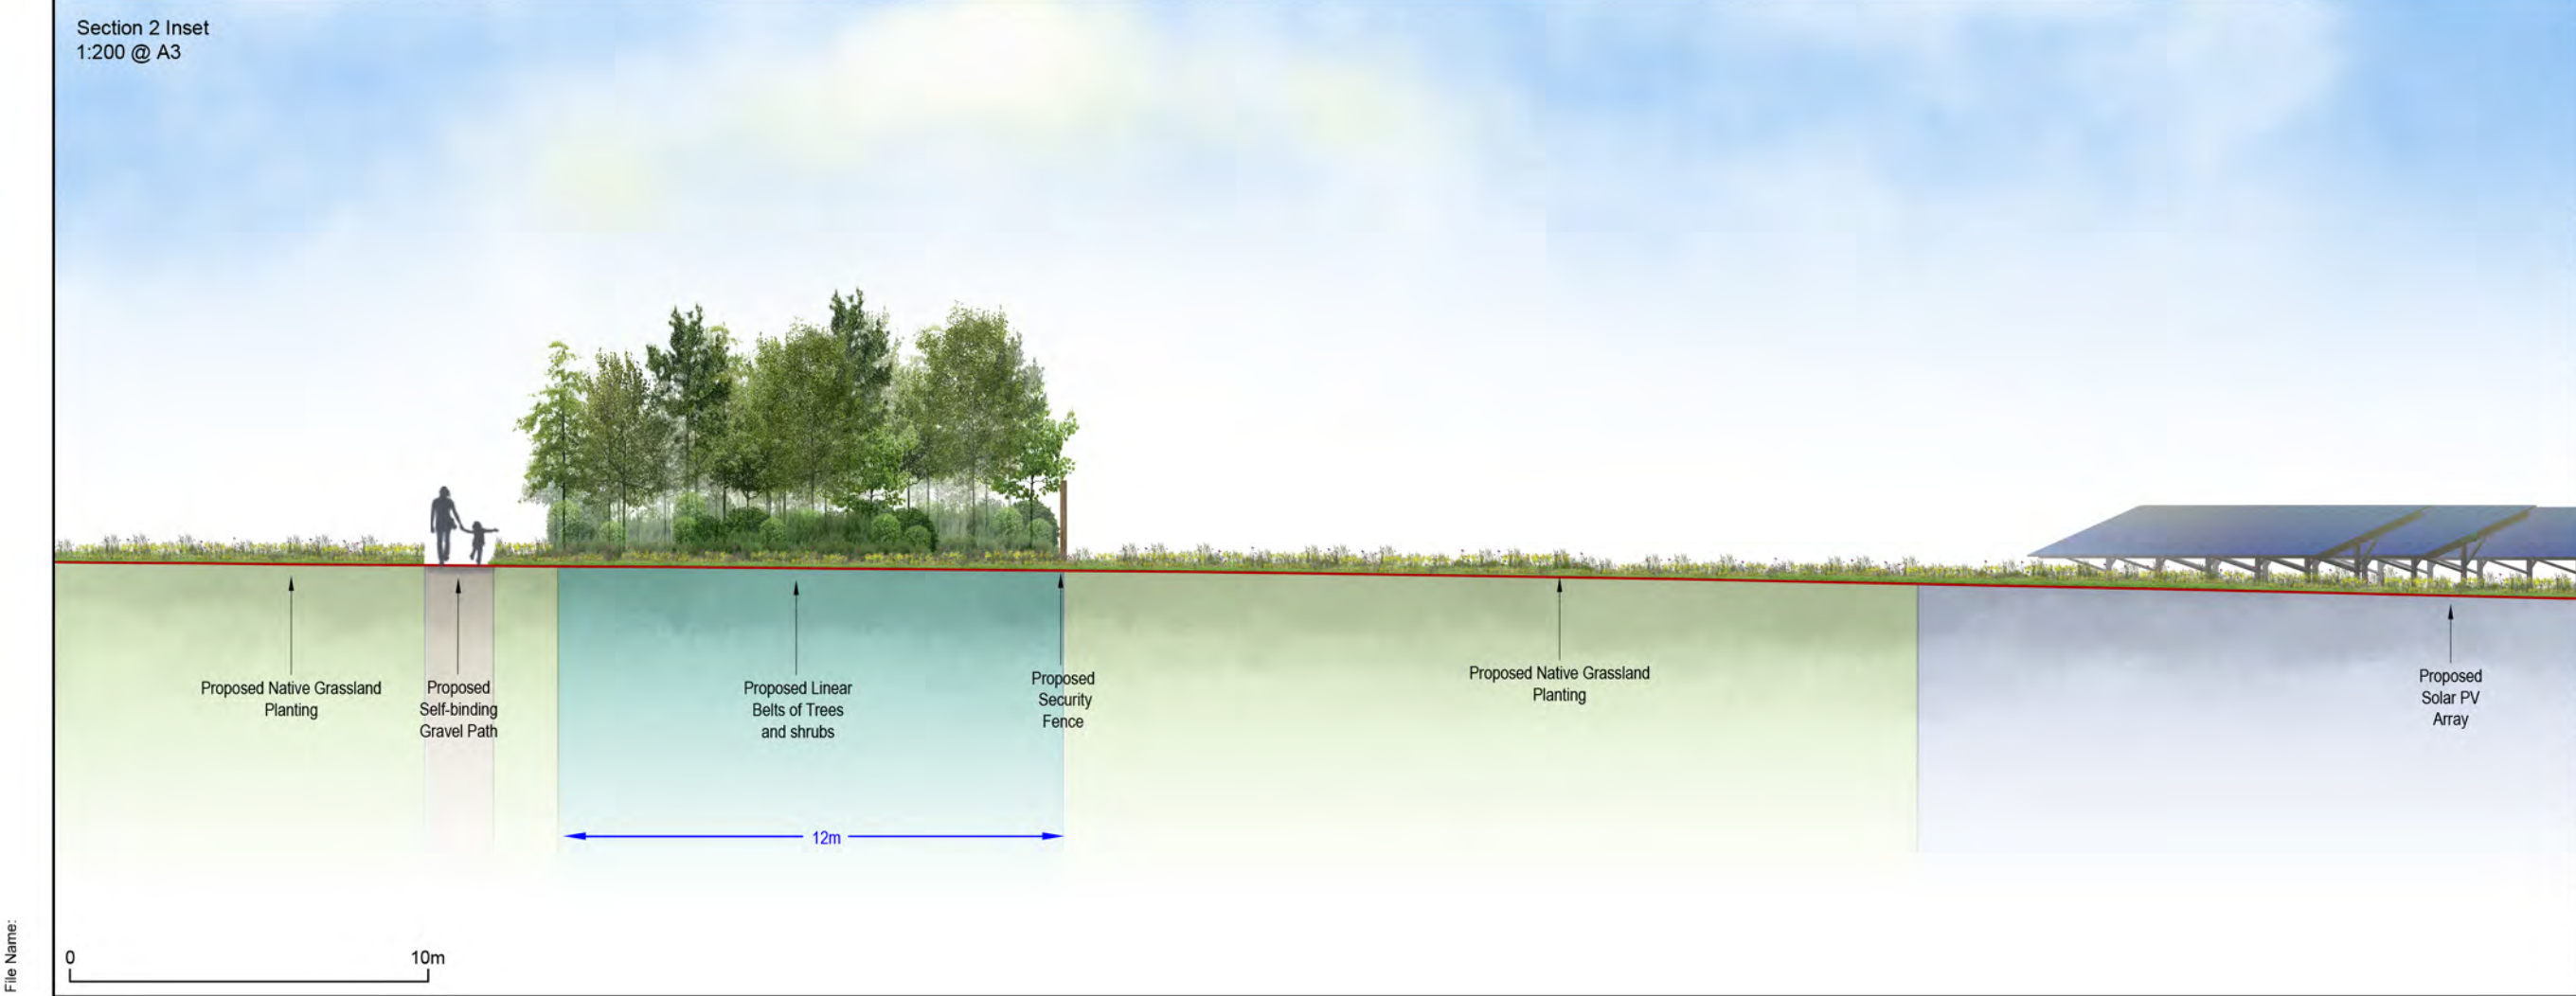 Section 2 Inset
1:200 @ A3
Proposed Native Grassland
Planting
Proposed
Self-binding
Gravel Path
Proposed Linear
Belts of Trees
and shrubs
Proposed
Security
Fence
Proposed Native Grassland
Planting
Proposed
Solar PV
Array
12m
0
10m
File Name: